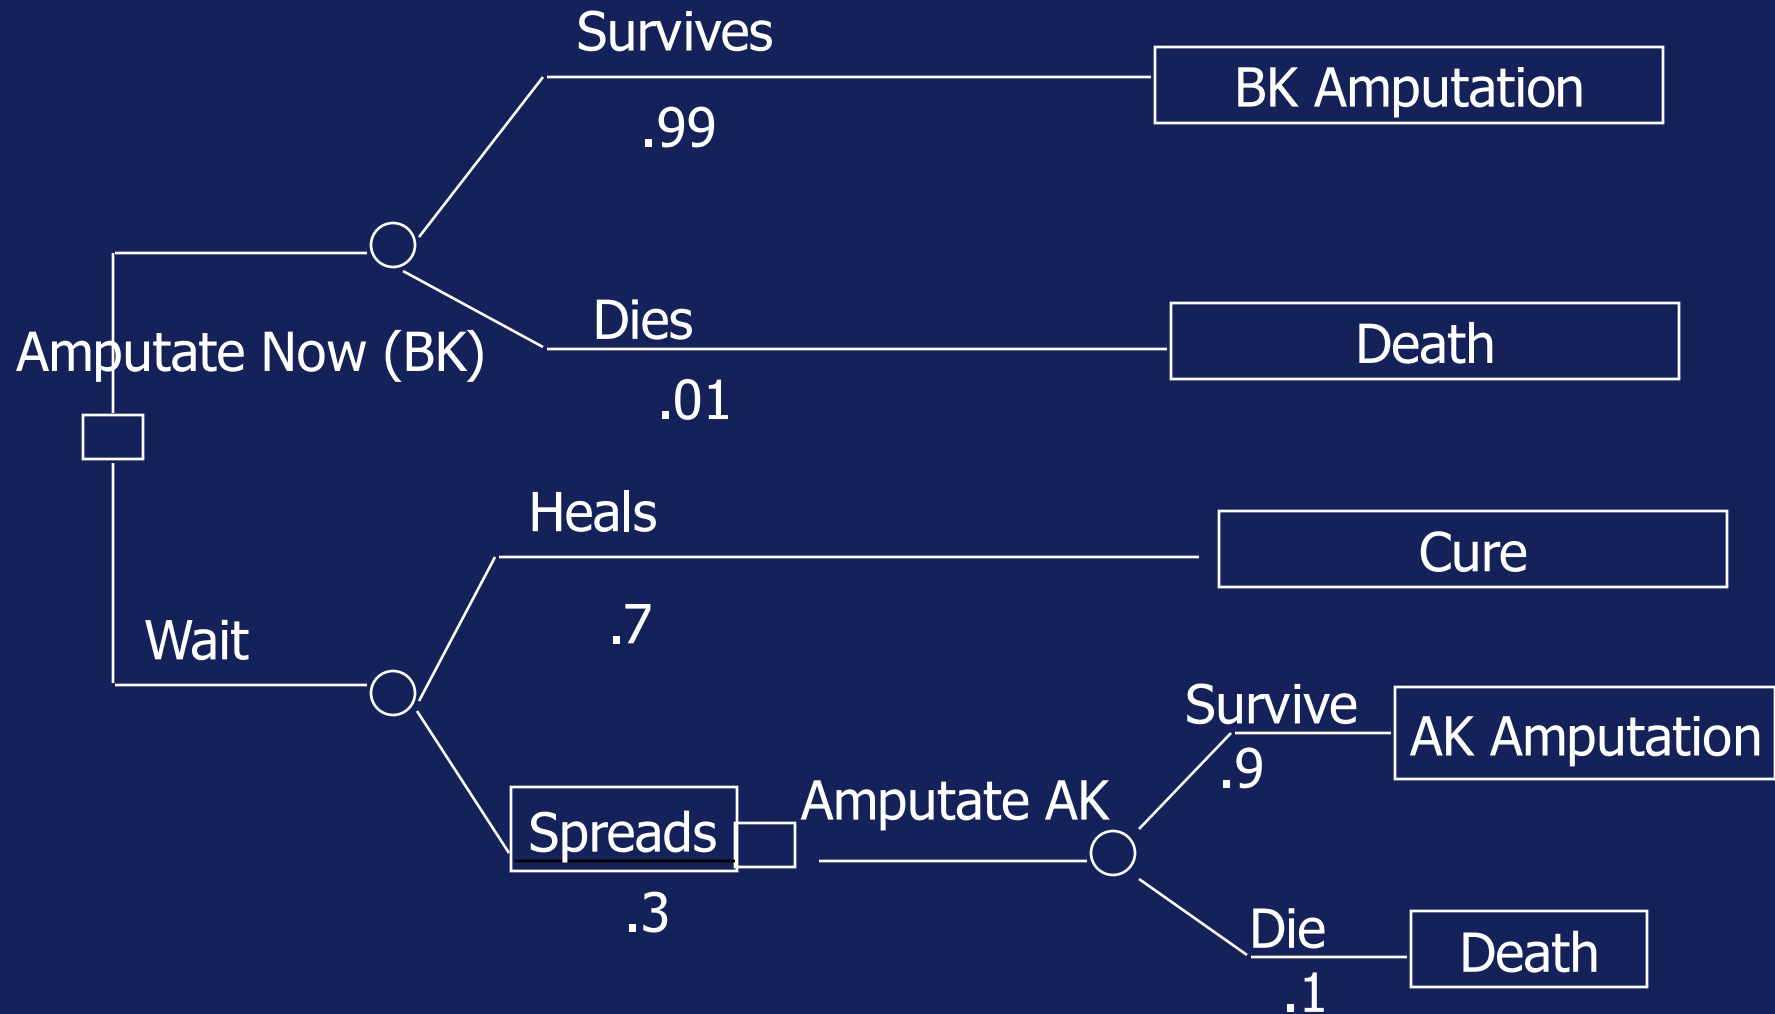 Survives
BK Amputation
.99
Dies
Death
Amputate Now (BK)
.01
Heals
Cure
.7
Wait
Survive
AK Amputation
.9
Amputate AK
Spreads
.3
Die
Death
.1